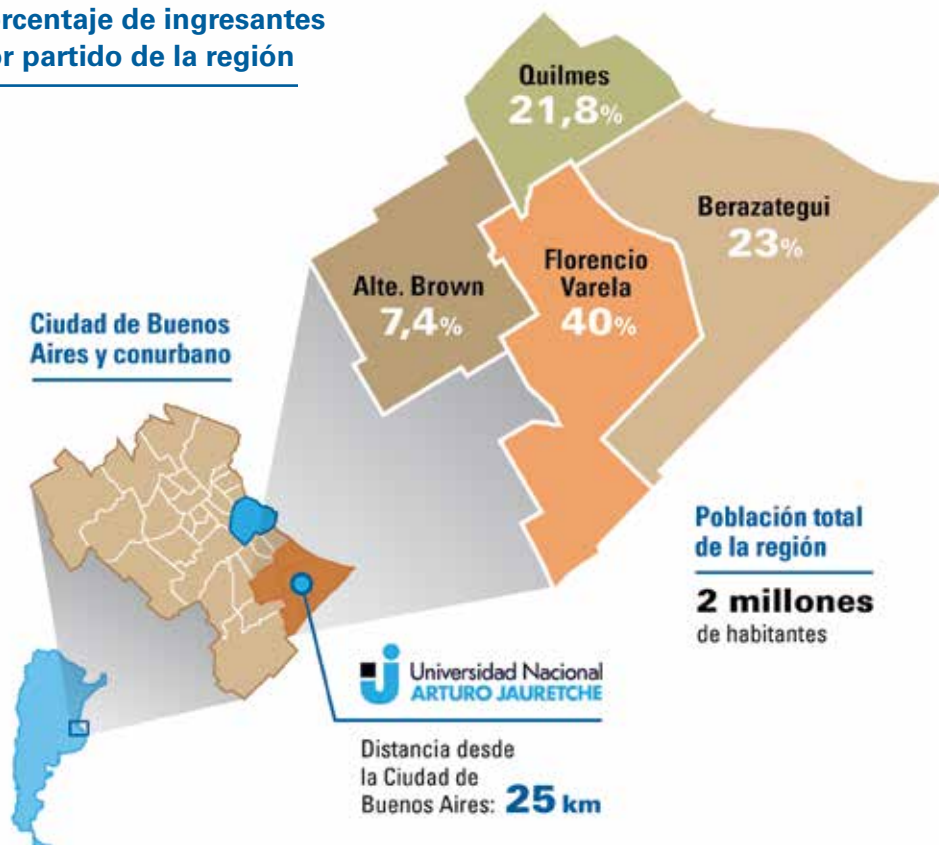 orcentaje de ingresantes
or partido de la región
Quilmes
21,8%
Berazategui
23%
Alte. Brown
7,4%
Florencio
Varela
40%
Ciudad de Buenos
Aires y conurbano
Población total
de la región
2 millones
de habitantes
Universidad Nacional
ARTURO JAURETCHE
Distancia desde
la Ciudad de
Buenos Aires: 25 km